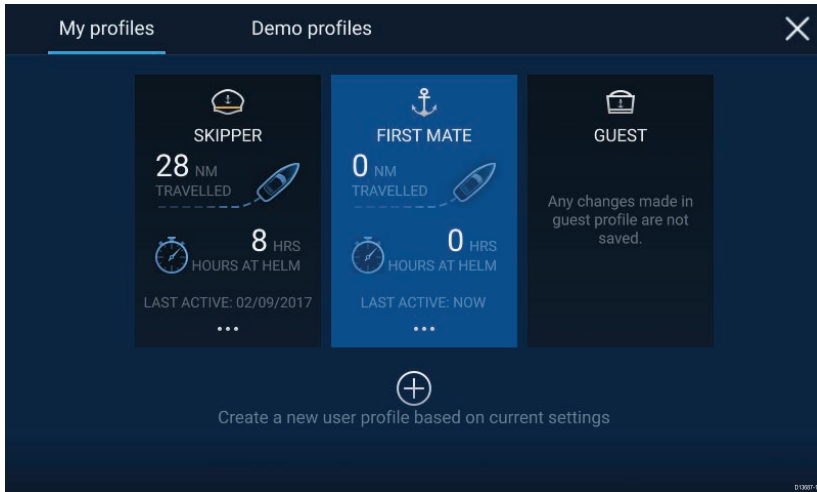 My profiles
Demo profiles
SKIPPER
28 NM
TRAVELLED
8 HRS
HOURS AT HELM
LAST ACTIVE: 02/09/2017
FIRST MATE
0 NM
TRAVELLED
0 HRS
HOURS AT HELM
LAST ACTIVE: NOW
GUEST
Any changes made in
guest profile are not
saved.
Create a new user profile based on current settings
D13687-1